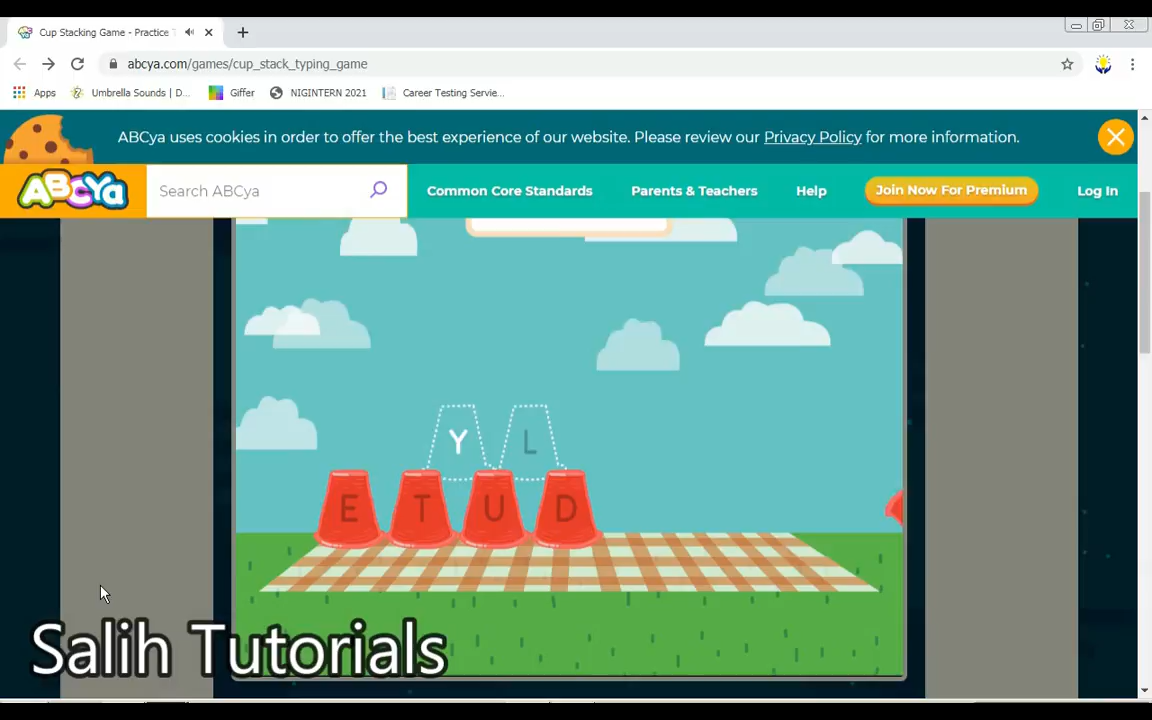 Cup Stacking Game - Practice T
abcya.com/games/cup_stack_typing_game
Apps Umbrella Sounds | D... Giffer NIGINTERN 2021 Career Testing Servie...
ABCya uses cookies in order to offer the best experience of our website. Please review our Privacy Policy for more information.
ABCYa Search ABCya Common Core Standards Parents & Teachers Help Join Now For Premium Log In
Y L
E T U D
Salih Tutorials